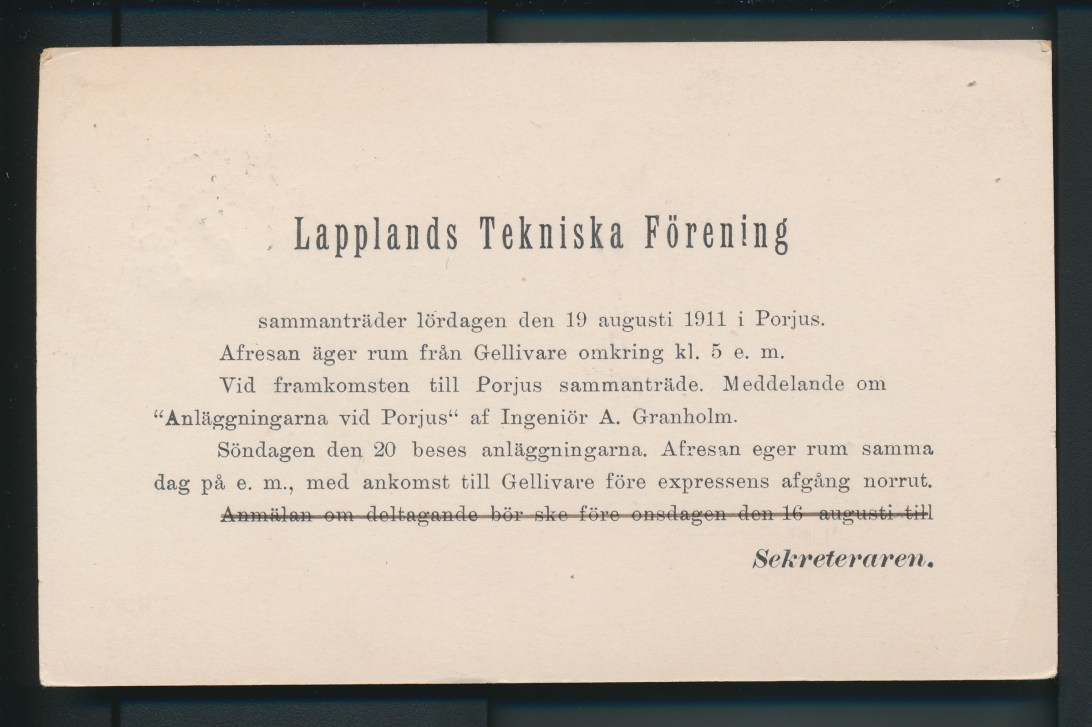 Lapplands Tekniska Förening
sammanträder lördagen den 19 augusti 1911 i Porjus.
Afresan äger rum från Gellivare omkring kl. 5 e. m.
Vid framkomsten till Porjus sammanträde. Meddelande om
“Anläggningarna vid Porjus“ af Ingeniör A. Granholm.
Söndagen den 20 beses anläggningarna. Afresan eger rum samma
dag på e. m., med ankomst till Gellivare före expressens afgång norrut.
Anmälan om deltagande bör ske före onsdagen den 16 augusti till
Sekreteraren.